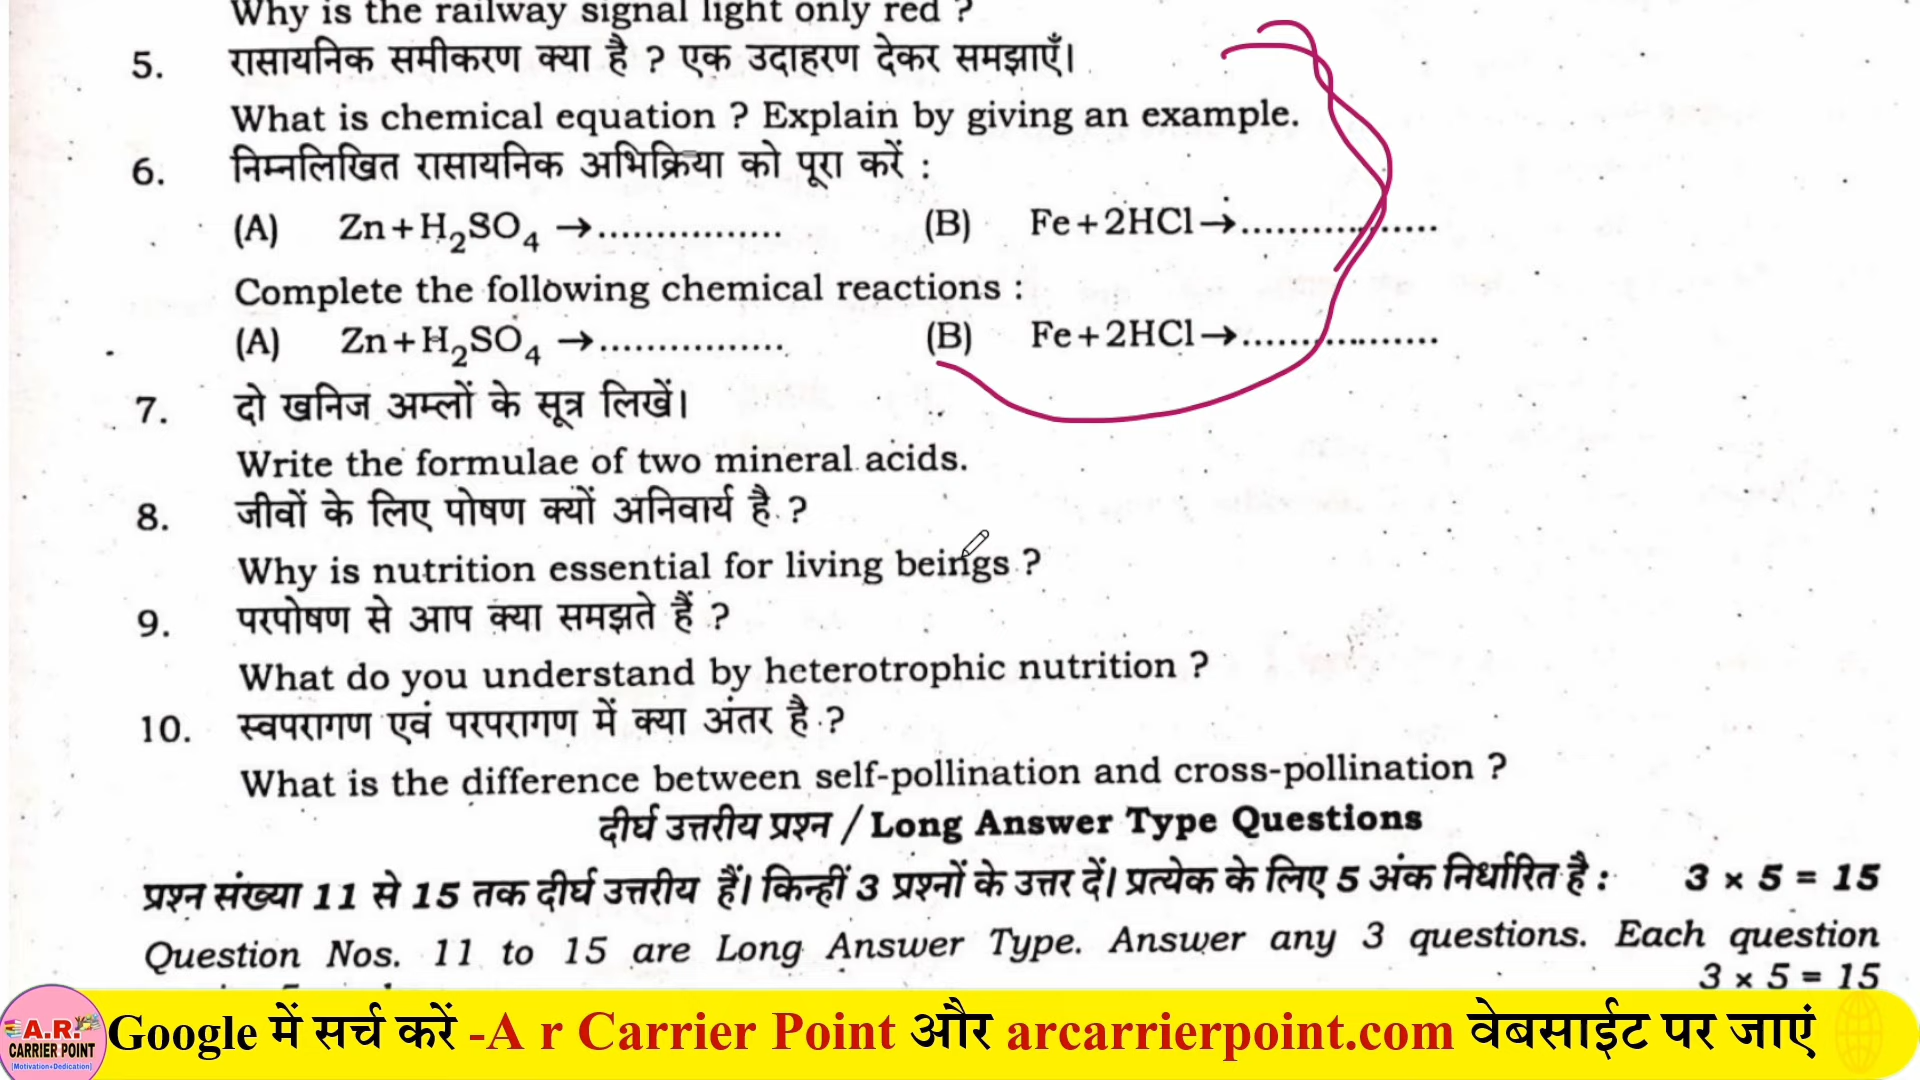 Why is the railway signal light only red ?
5. रासायनिक समीकरण क्या है ? एक उदाहरण देकर समझाएँ।
What is chemical equation ? Explain by giving an example.
6. निम्नलिखित रासायनिक अभिक्रिया को पूरा करें :
(A) Zn+H₂SO₄ →................ (B) Fe+2HCl→.................
Complete the following chemical reactions :
(A) Zn+H₂SO₄ →................ (B) Fe+2HCl→.................
7. दो खनिज अम्लों के सूत्र लिखें।
Write the formulae of two mineral acids.
8. जीवों के लिए पोषण क्यों अनिवार्य है ?
Why is nutrition essential for living beings ?
9. परपोषण से आप क्या समझते हैं ?
What do you understand by heterotrophic nutrition ?
10. स्वपरागण एवं परपरागण में क्या अंतर है ?
What is the difference between self-pollination and cross-pollination ?
दीर्घ उत्तरीय प्रश्न / Long Answer Type Questions
प्रश्न संख्या 11 से 15 तक दीर्घ उत्तरीय हैं। किन्हीं 3 प्रश्नों के उत्तर दें। प्रत्येक के लिए 5 अंक निर्धारित है : 3 × 5 = 15
Question Nos. 11 to 15 are Long Answer Type. Answer any 3 questions. Each question
3 × 5 = 15
A.R.
CARRIER POINT
[Motivation+Dedication]
Google में सर्च करें -A r Carrier Point और arcarrierpoint.com वेबसाईट पर जाएं